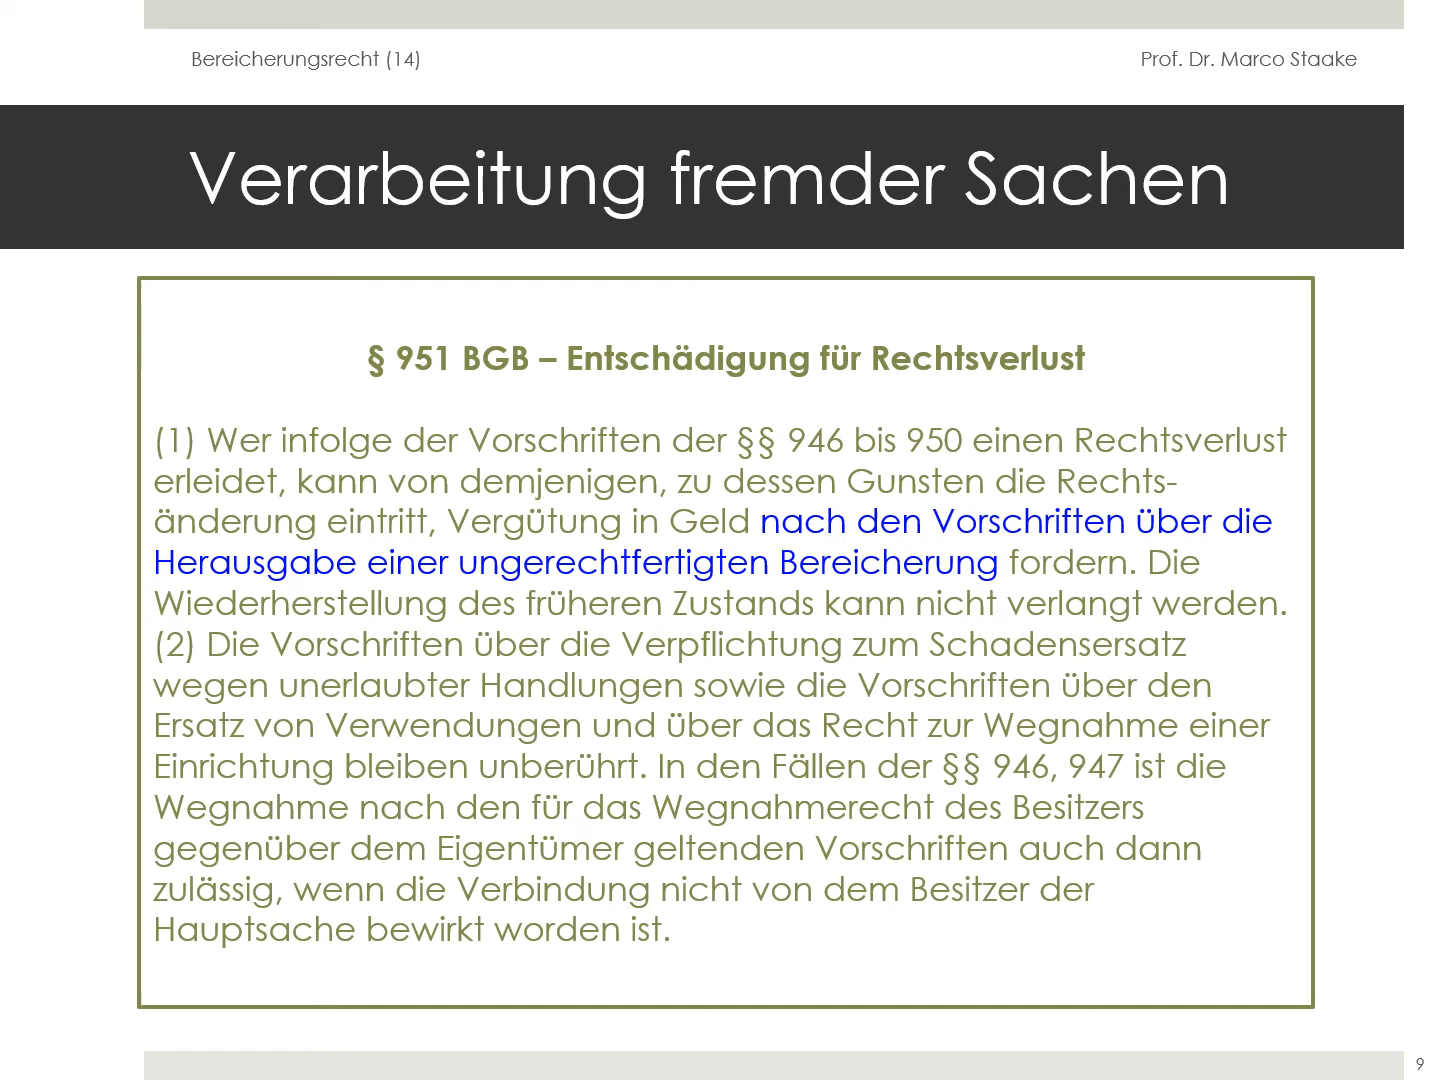 Bereicherungsrecht (14)
Prof. Dr. Marco Staake
Verarbeitung fremder Sachen
§ 951 BGB – Entschädigung für Rechtsverlust
(1) Wer infolge der Vorschriften der §§ 946 bis 950 einen Rechtsverlust
erleidet, kann von demjenigen, zu dessen Gunsten die Rechts-
änderung eintritt, Vergütung in Geld nach den Vorschriften über die
Herausgabe einer ungerechtfertigten Bereicherung fordern. Die
Wiederherstellung des früheren Zustands kann nicht verlangt werden.
(2) Die Vorschriften über die Verpflichtung zum Schadensersatz
wegen unerlaubter Handlungen sowie die Vorschriften über den
Ersatz von Verwendungen und über das Recht zur Wegnahme einer
Einrichtung bleiben unberührt. In den Fällen der §§ 946, 947 ist die
Wegnahme nach den für das Wegnahmerecht des Besitzers
gegenüber dem Eigentümer geltenden Vorschriften auch dann
zulässig, wenn die Verbindung nicht von dem Besitzer der
Hauptsache bewirkt worden ist.
9